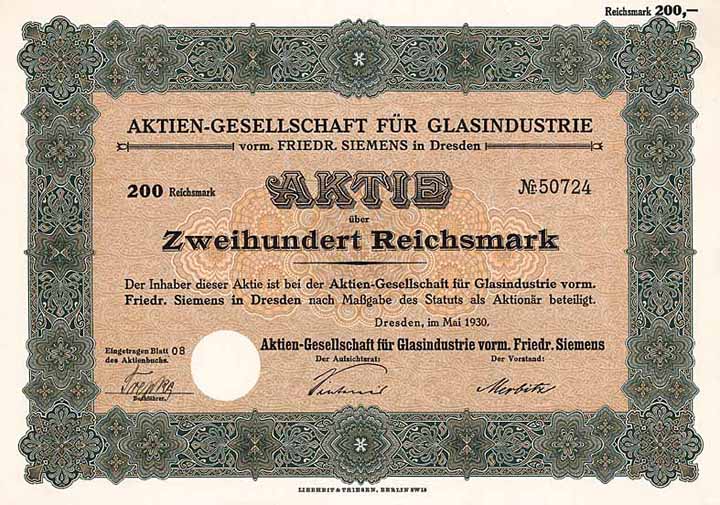 Reichsmark 200,—
AKTIEN-GESELLSCHAFT FÜR GLASINDUSTRIE
vorm. FRIEDR. SIEMENS in Dresden
200 Reichsmark
AKTIE
№ 50724
über
Zweihundert Reichsmark
Der Inhaber dieser Aktie ist bei der Aktien-Gesellschaft für Glasindustrie vorm.
Friedr. Siemens in Dresden nach Maßgabe des Statuts als Aktionär beteiligt.
Dresden, im Mai 1930.
Aktien-Gesellschaft für Glasindustrie vorm. Friedr. Siemens
Eingetragen Blatt 08
des Aktienbuchs.
Der Aufsichtsrat:
Der Vorstand:
Merbitz
Buchführer.